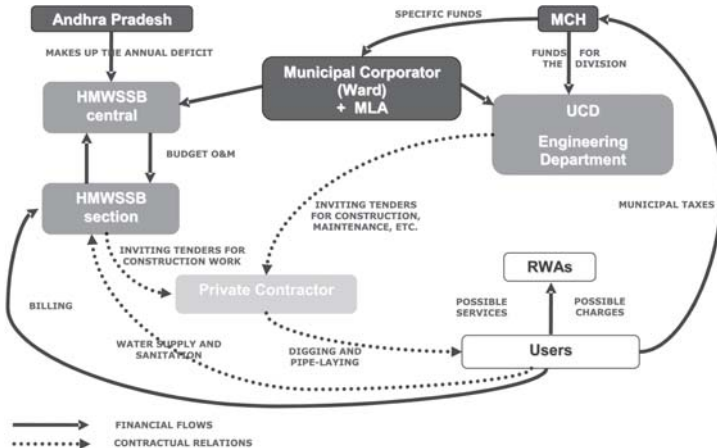 Andhra Pradesh
SPECIFIC FUNDS
MCH
MAKES UP THE ANNUAL DEFICIT
FUNDS FOR
THE DIVISION
Municipal Corporator
(Ward)
+ MLA
HMWSSB
central
UCD
Engineering
Department
BUDGET O&M
HMWSSB
section
INVITING TENDERS
FOR CONSTRUCTION,
MAINTENANCE, ETC.
MUNICIPAL TAXES
INVITING TENDERS FOR
CONSTRUCTION WORK
RWAs
Private Contractor
BILLING
POSSIBLE
SERVICES
POSSIBLE
CHARGES
WATER SUPPLY AND
SANITATION
DIGGING AND
PIPE-LAYING
Users
FINANCIAL FLOWS
CONTRACTUAL RELATIONS